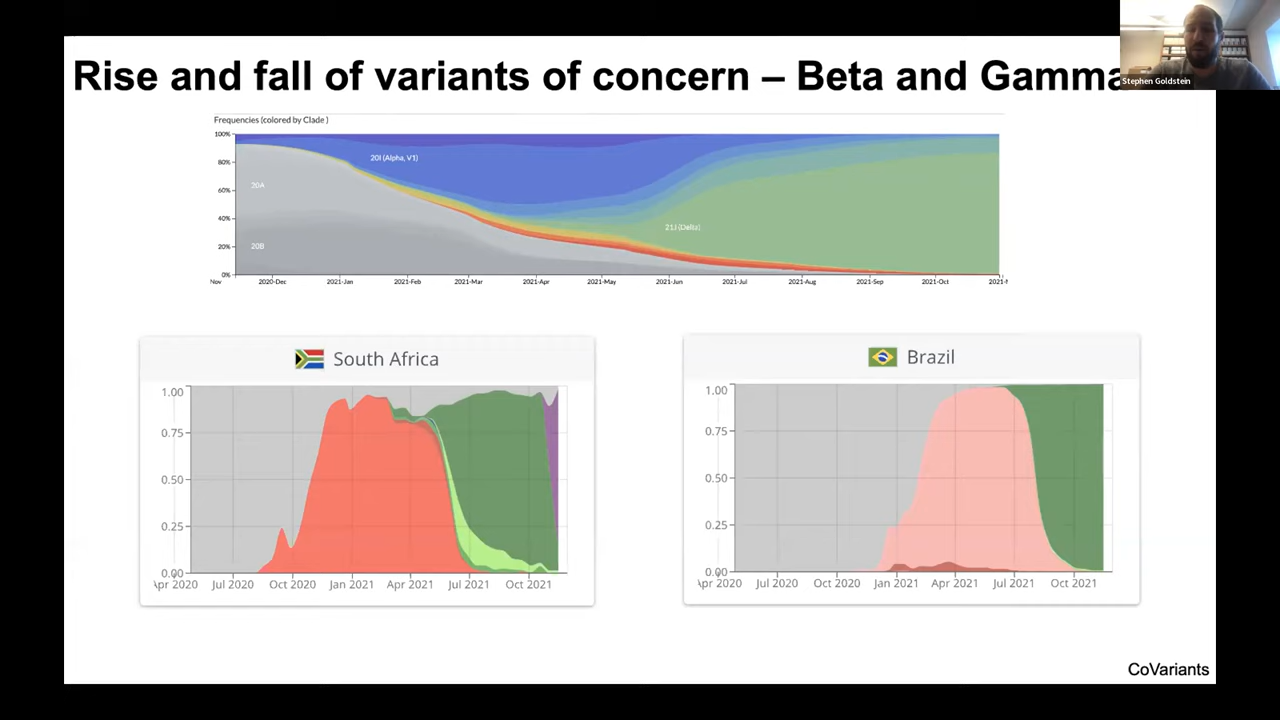 Rise and fall of variants of concern – Beta and Gamma
Stephen Goldstein
Frequencies (colored by Clade )
100%
80%
60%
40%
20%
0%
20I (Alpha, V1)
20A
21J (Delta)
20B
Nov 2020-Dec 2021-Jan 2021-Feb 2021-Mar 2021-Apr 2021-May 2021-Jun 2021-Jul 2021-Aug 2021-Sep 2021-Oct 2021-
South Africa
1.00
0.75
0.50
0.25
0.00
Apr 2020 Jul 2020 Oct 2020 Jan 2021 Apr 2021 Jul 2021 Oct 2021
Brazil
1.00
0.75
0.50
0.25
0.00
Apr 2020 Jul 2020 Oct 2020 Jan 2021 Apr 2021 Jul 2021 Oct 2021
CoVariants